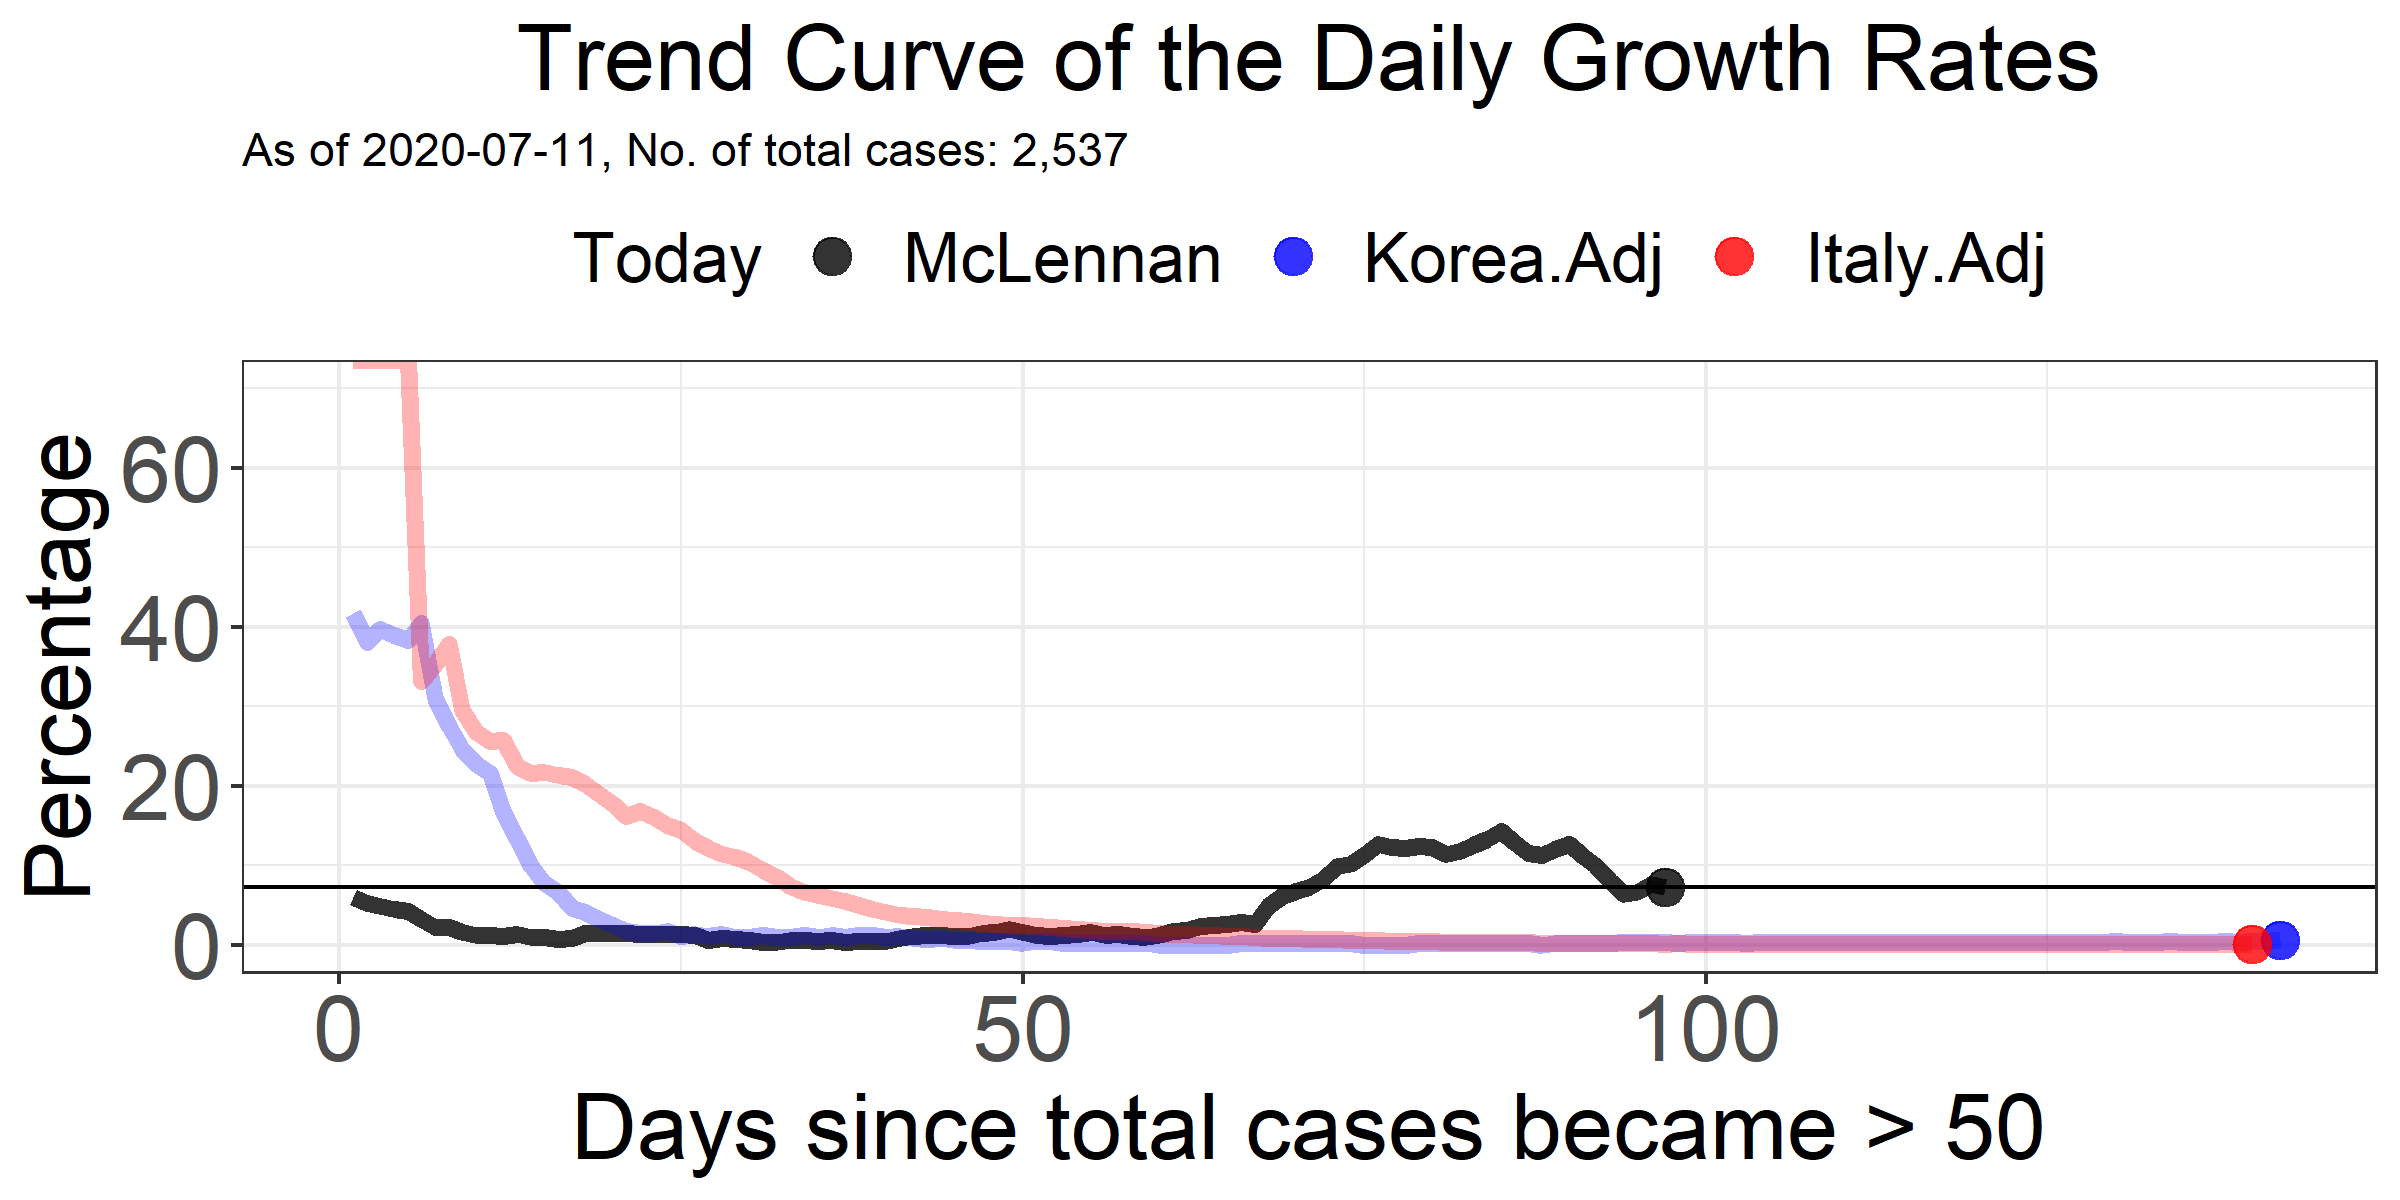 Trend Curve of the Daily Growth Rates
As of 2020-07-11, No. of total cases: 2,537
Today McLennan Korea.Adj Italy.Adj
Percentage
60
40
20
0
0 50 100
Days since total cases became > 50